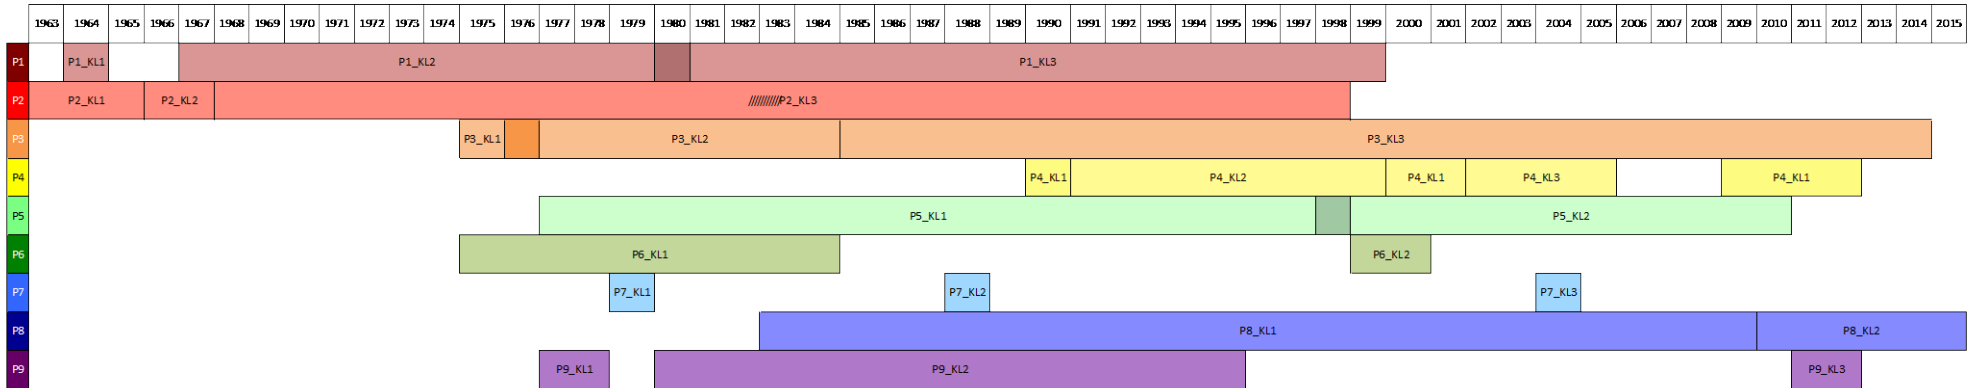 1963 1964 1965 1966 1967 1968 1969 1970 1971 1972 1973 1974 1975 1976 1977 1978 1979 1980 1981 1982 1983 1984 1985 1986 1987 1988 1989 1990 1991 1992 1993 1994 1995 1996 1997 1998 1999 2000 2001 2002 2003 2004 2005 2006 2007 2008 2009 2010 2011 2012 2013 2014 2015
P1 P1_KL1 P1_KL2 P1_KL3
P2 P2_KL1 P2_KL2 //////////P2_KL3
P3 P3_KL1 P3_KL2 P3_KL3
P4 P4_KL1 P4_KL2 P4_KL1 P4_KL3 P4_KL1
P5 P5_KL1 P5_KL2
P6 P6_KL1 P6_KL2
P7 P7_KL1 P7_KL2 P7_KL3
P8 P8_KL1 P8_KL2
P9 P9_KL1 P9_KL2 P9_KL3